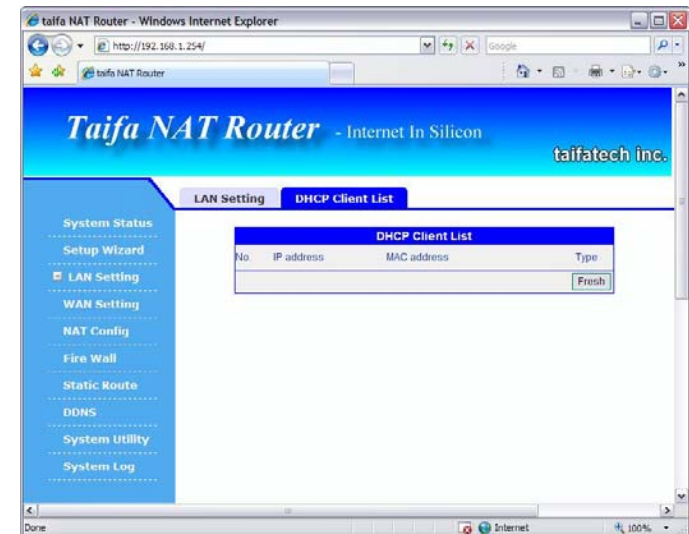 taifa NAT Router - Windows Internet Explorer
http://192.168.1.254/
Google
taifa NAT Router
Taifa NAT Router - Internet In Silicon
taifatech inc.
LAN Setting DHCP Client List
System Status
Setup Wizard
LAN Setting
WAN Setting
NAT Config
Fire Wall
Static Route
DDNS
System Utility
System Log
DHCP Client List
No. IP address MAC address Type
Fresh
Done Internet 100%